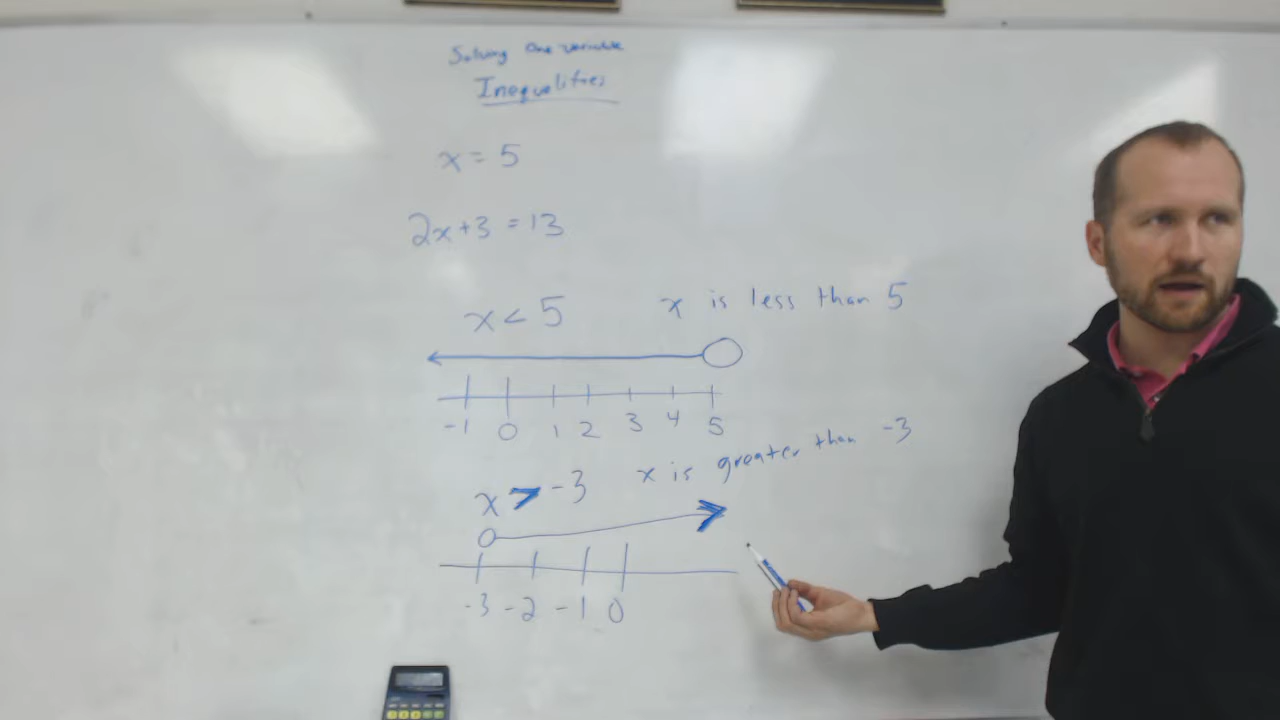 Solving One variable
Inequalities
x = 5
2x+3 = 13
x < 5 x is less than 5
-1 0 1 2 3 4 5
x > -3 x is greater than -3
-3 -2 -1 0